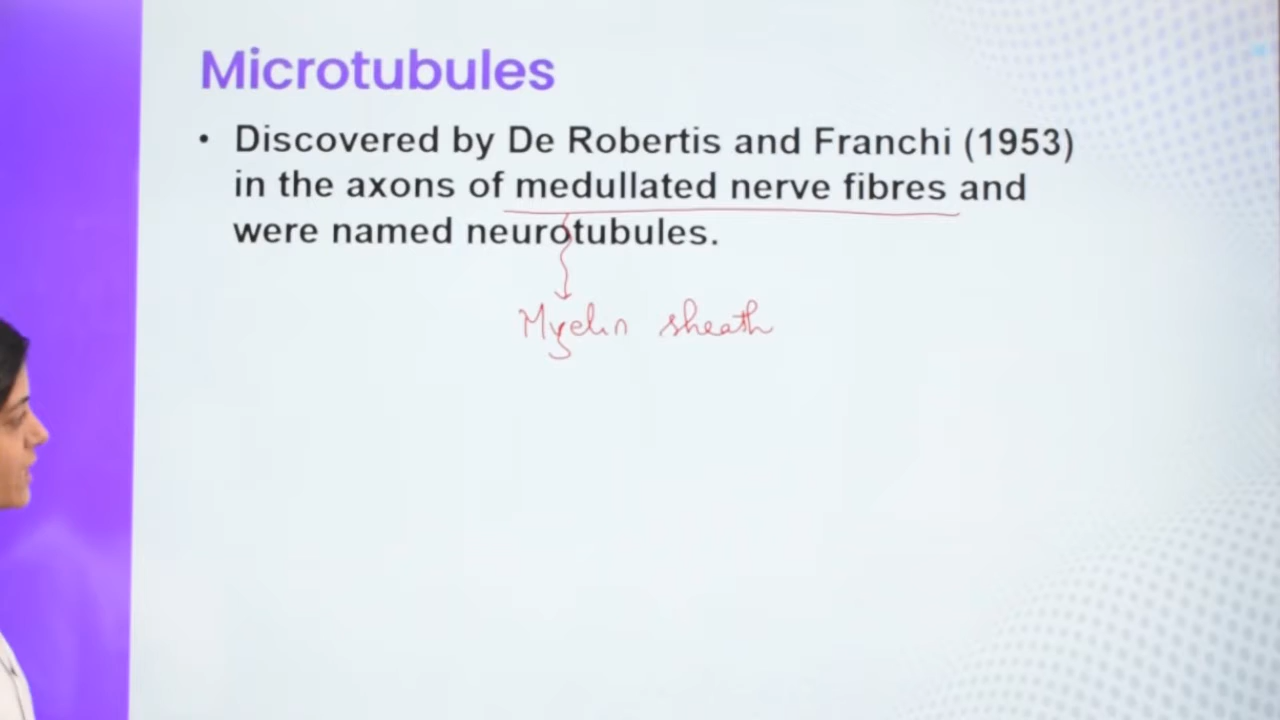 Microtubules
• Discovered by De Robertis and Franchi (1953)
in the axons of medullated nerve fibres and
were named neurotubules.
Myelin sheath